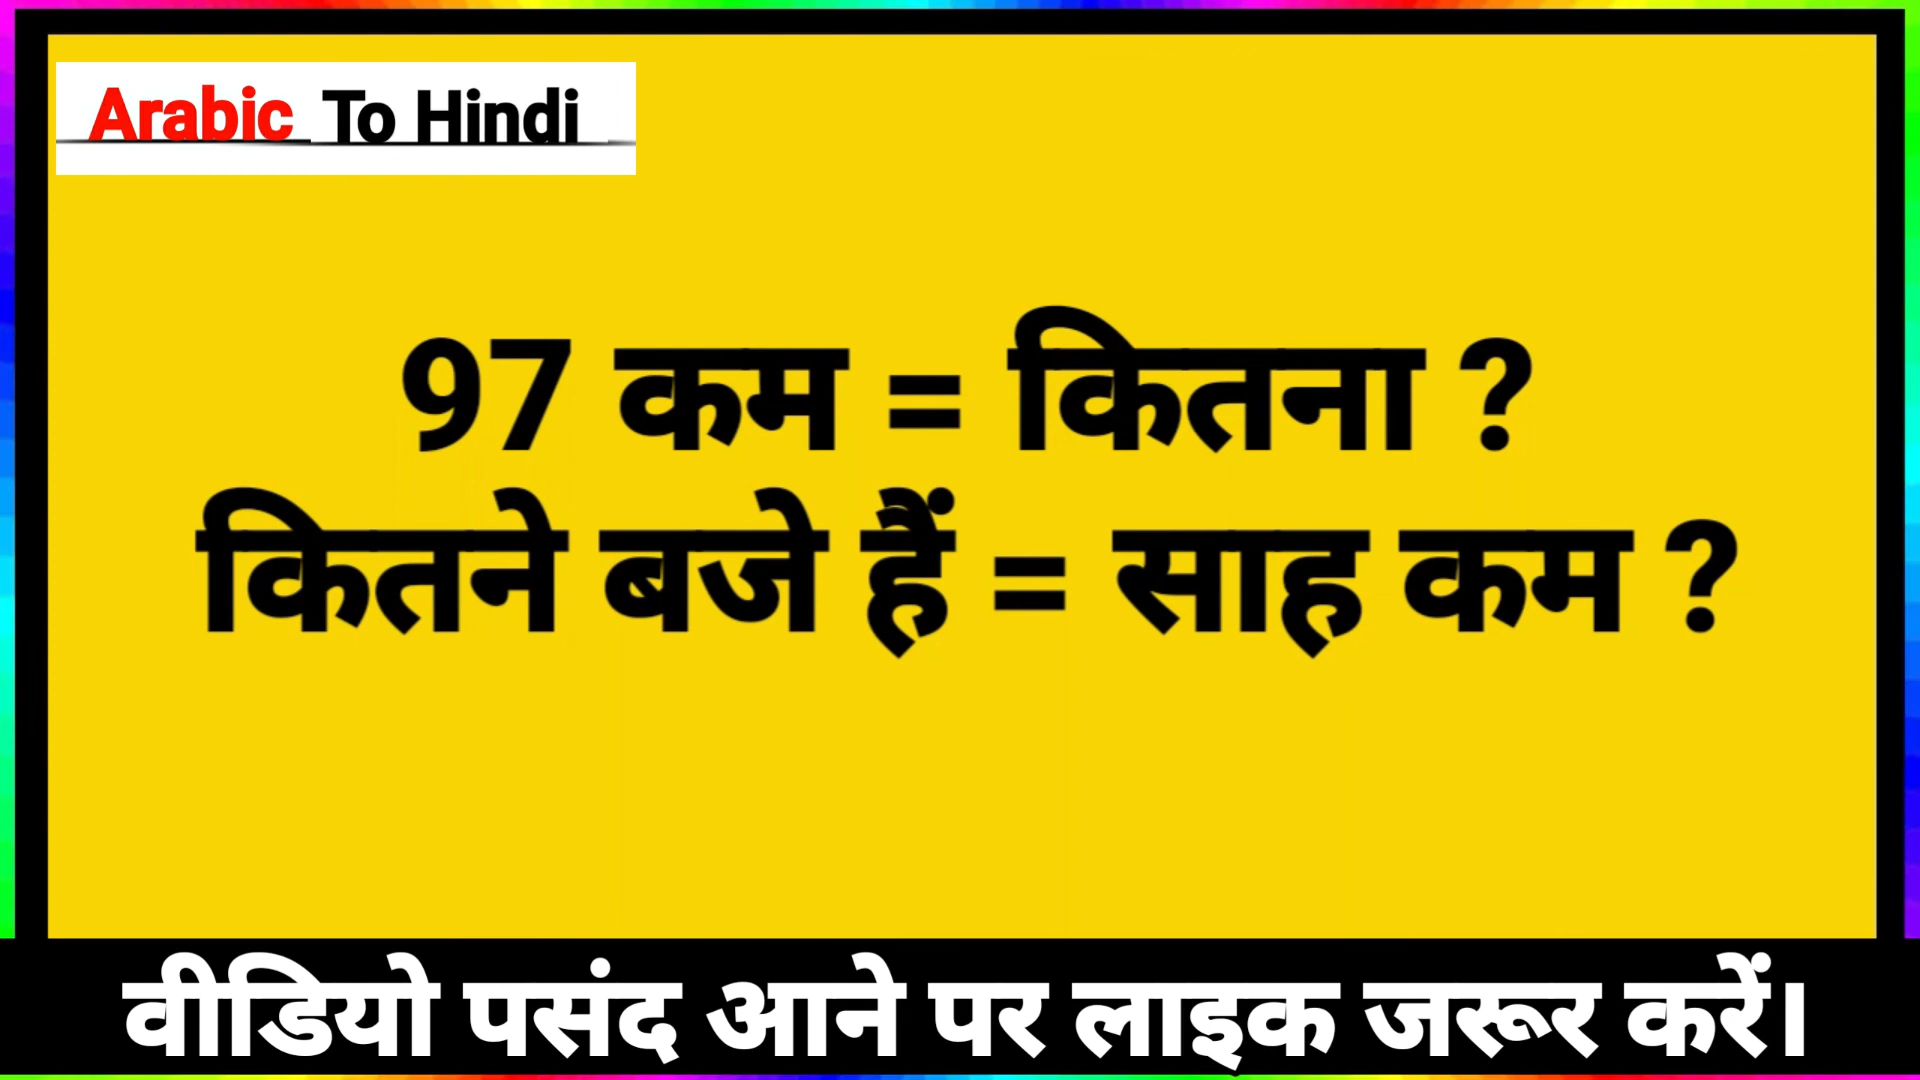 Arabic To Hindi
97 कम = कितना ?
कितने बजे हैं = साह कम ?
वीडियो पसंद आने पर लाइक जरूर करें।